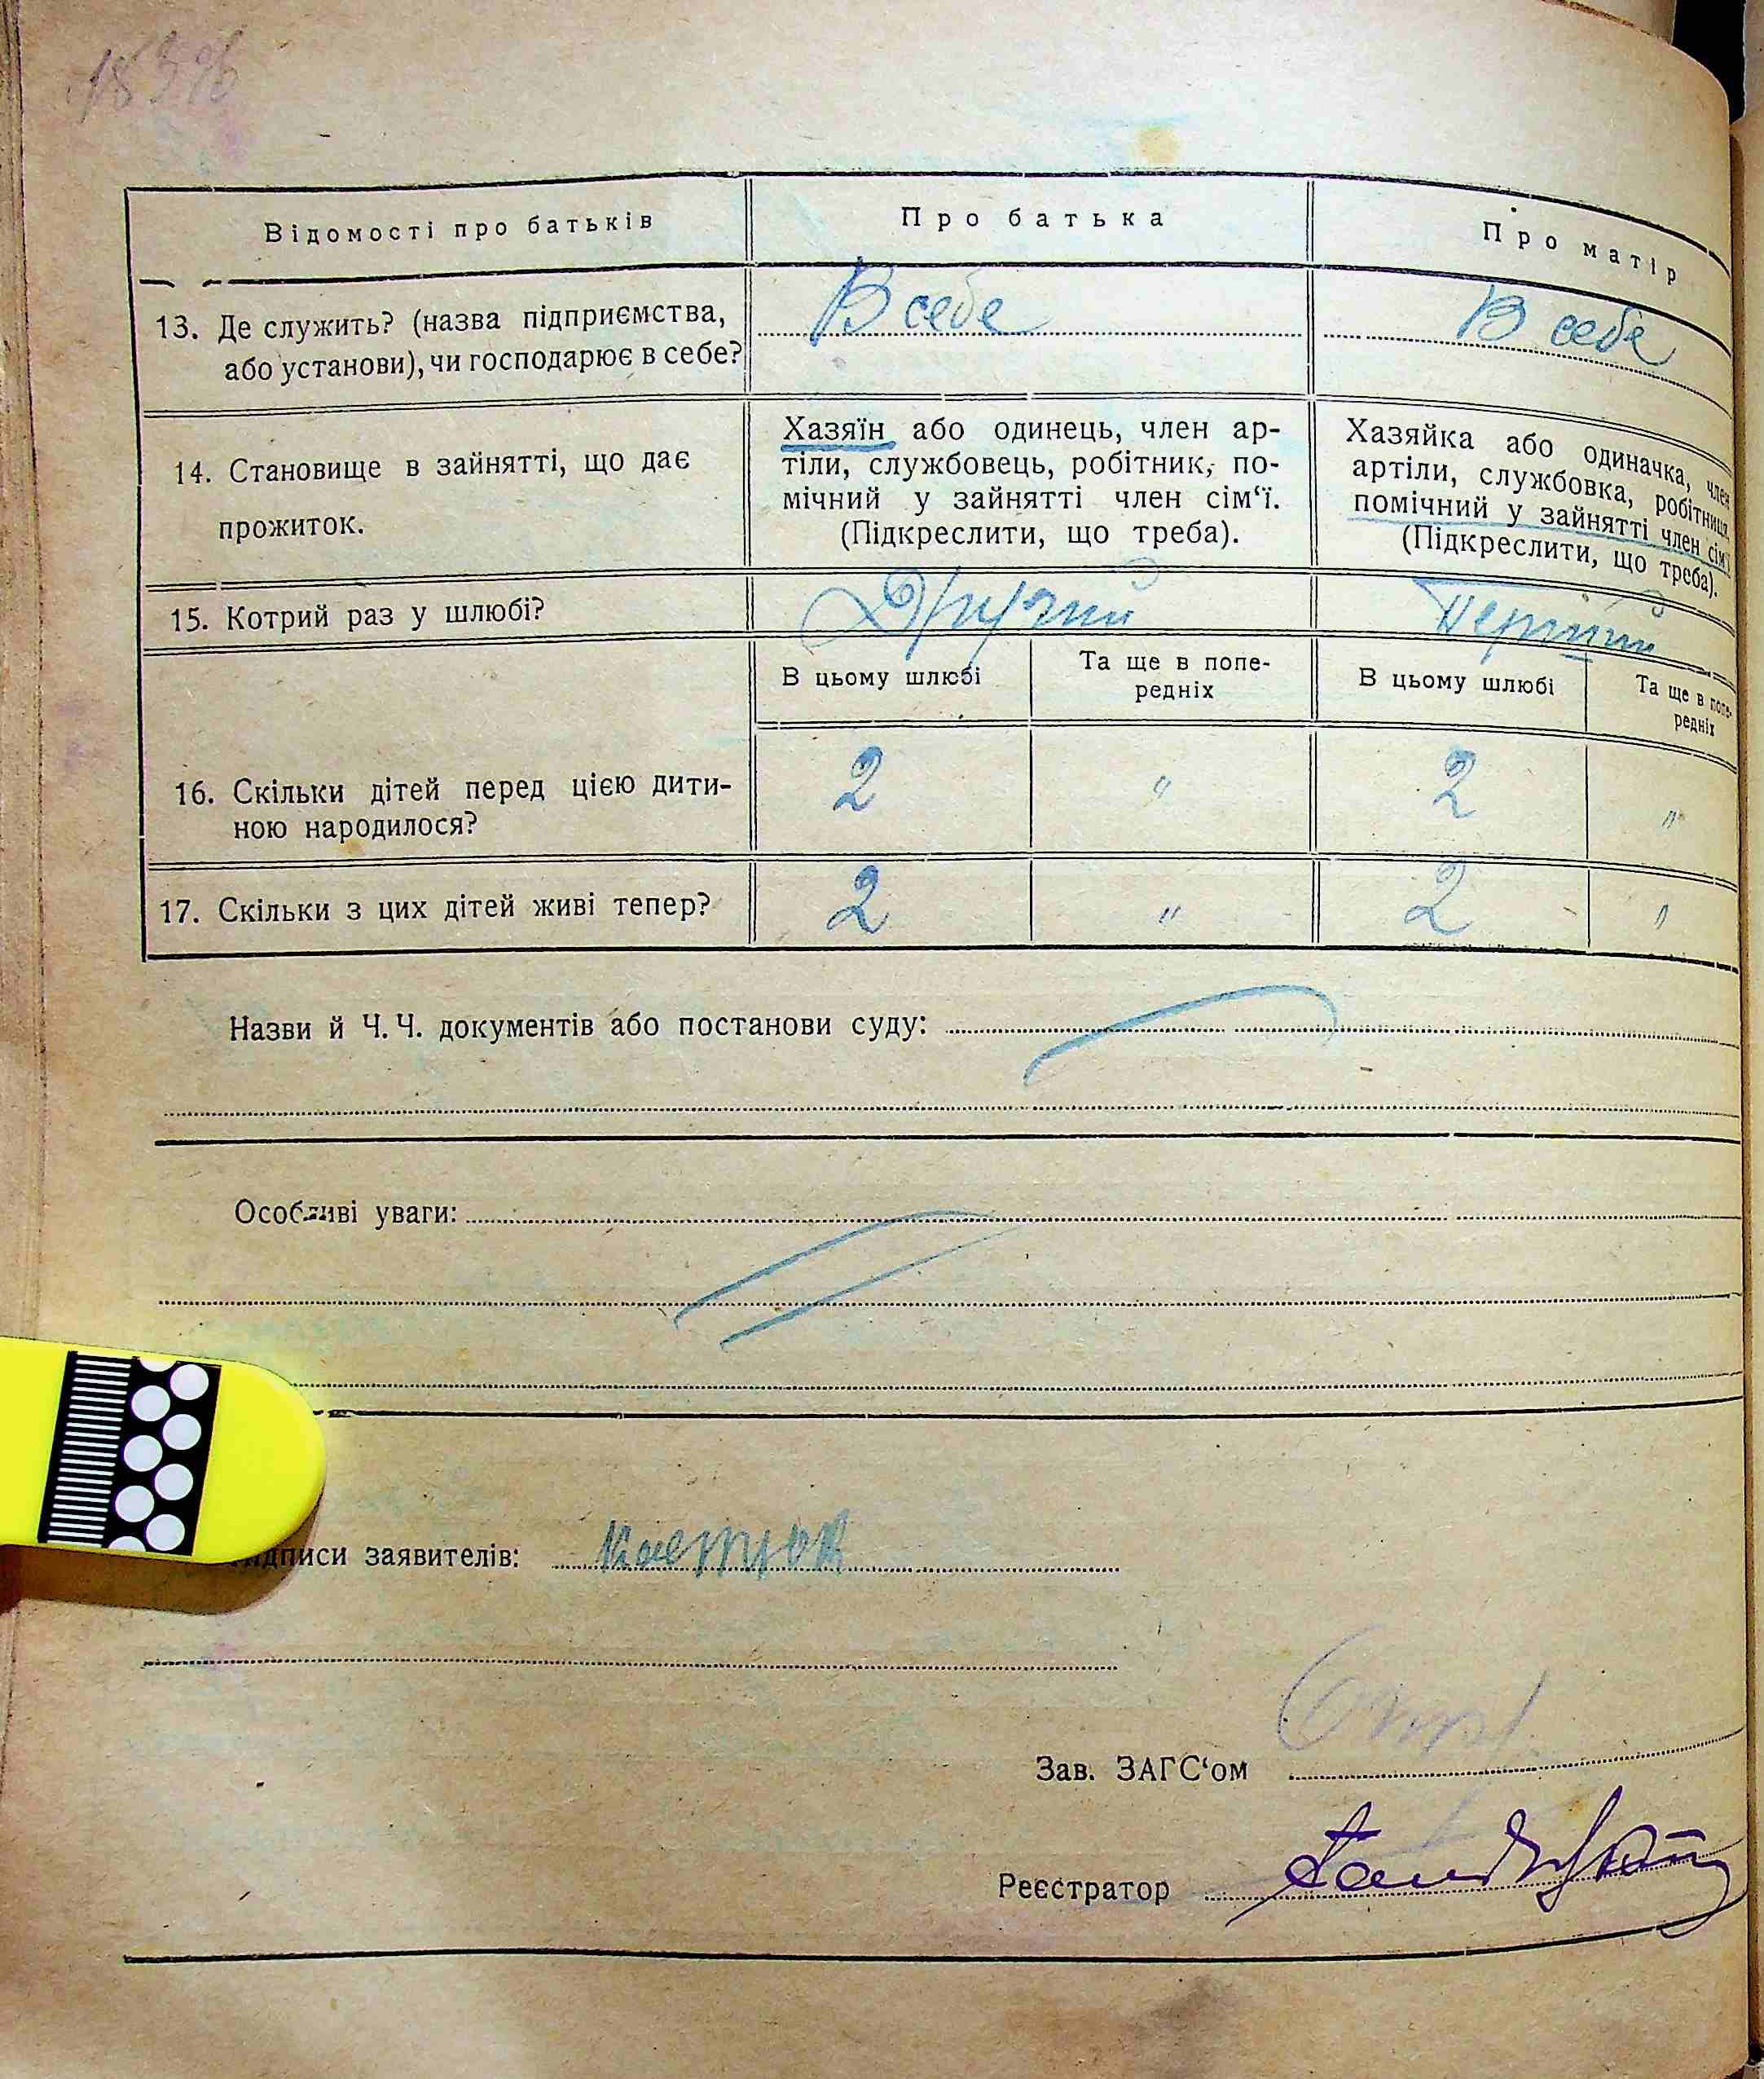 Відомості про батьків
Про батька
Про матір
13. Де служить? (назва підприємства,
або установи), чи господарює в себе?
В себе
В себе
14. Становище в зайнятті, що дає
прожиток.
Хазяїн або одинець, член ар-
тіли, службовець, робітник, по-
мічний у зайнятті член сім‘ї.
(Підкреслити, що треба).
Хазяйка або одиначка, член
артіли, службовка, робітниця,
помічний у зайнятті член сім‘ї
(Підкреслити, що треба).
15. Котрий раз у шлюбі?
Другий
Перший
В цьому шлюбі
Та ще в попе-
редніх
В цьому шлюбі
Та ще в попе-
редніх
16. Скільки дітей перед цією дити-
ною народилося?
2
"
2
"
17. Скільки з цих дітей живі тепер?
2
"
2
"
Назви й Ч. Ч. документів або постанови суду:
Особливі уваги:
Підписи заявителів: Костюк
Зав. ЗАГС‘ом
Реєстратор